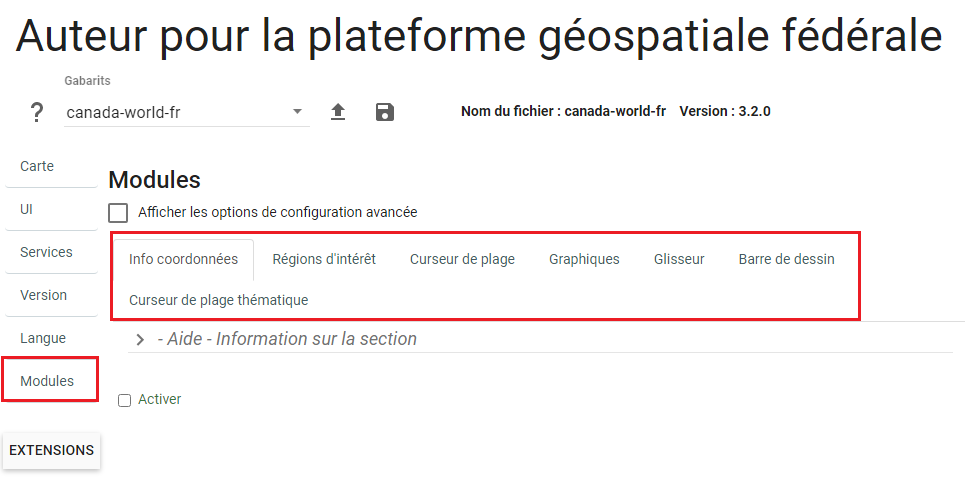 Auteur pour la plateforme géospatiale fédérale
Gabarits
? canada-world-fr Nom du fichier : canada-world-fr Version : 3.2.0
Carte
Modules
UI
Afficher les options de configuration avancée
Services
Info coordonnées Régions d'intérêt Curseur de plage Graphiques Glisseur Barre de dessin
Version
Curseur de plage thématique
Langue
- Aide - Information sur la section
Modules
Activer
EXTENSIONS